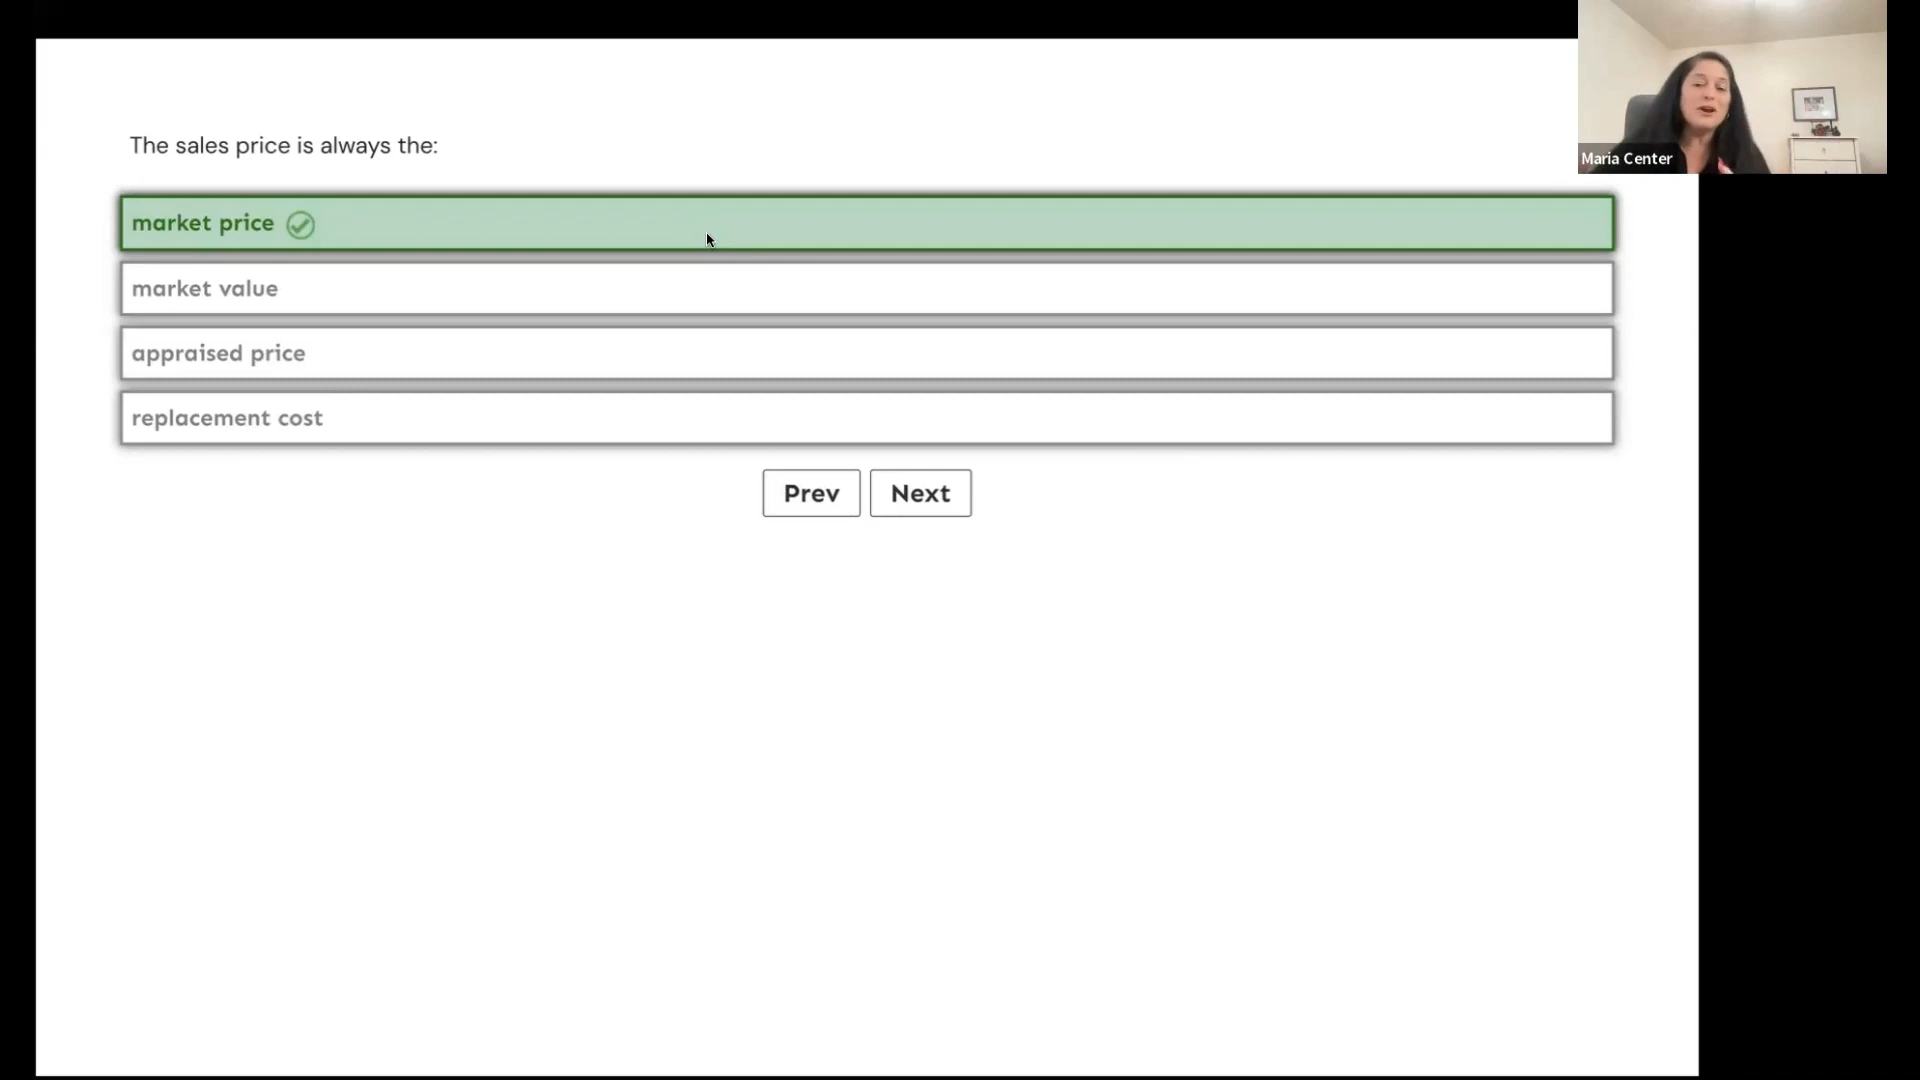 The sales price is always the:
market price
market value
appraised price
replacement cost
Prev Next
Maria Center